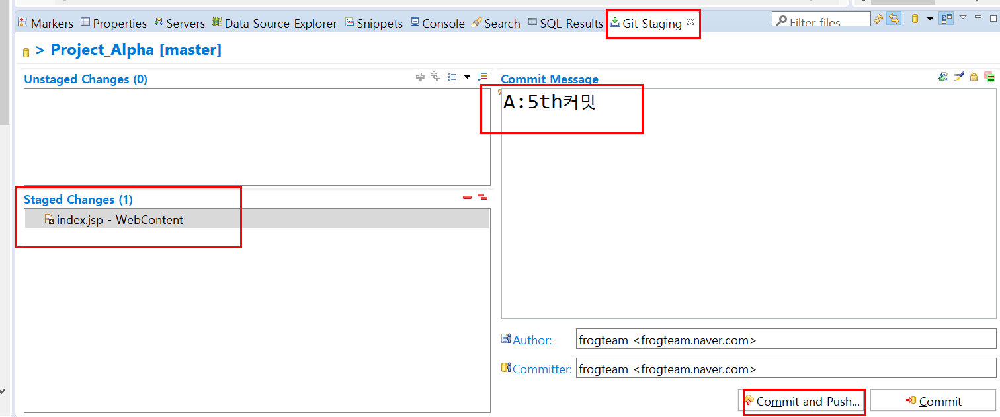 Markers Properties Servers Data Source Explorer Snippets Console Search SQL Results Git Staging Filter files
> Project_Alpha [master]
Unstaged Changes (0)
Commit Message
A:5th커밋
Staged Changes (1)
index.jsp - WebContent
Author: frogteam <frogteam.naver.com>
Committer: frogteam <frogteam.naver.com>
Commit and Push... Commit